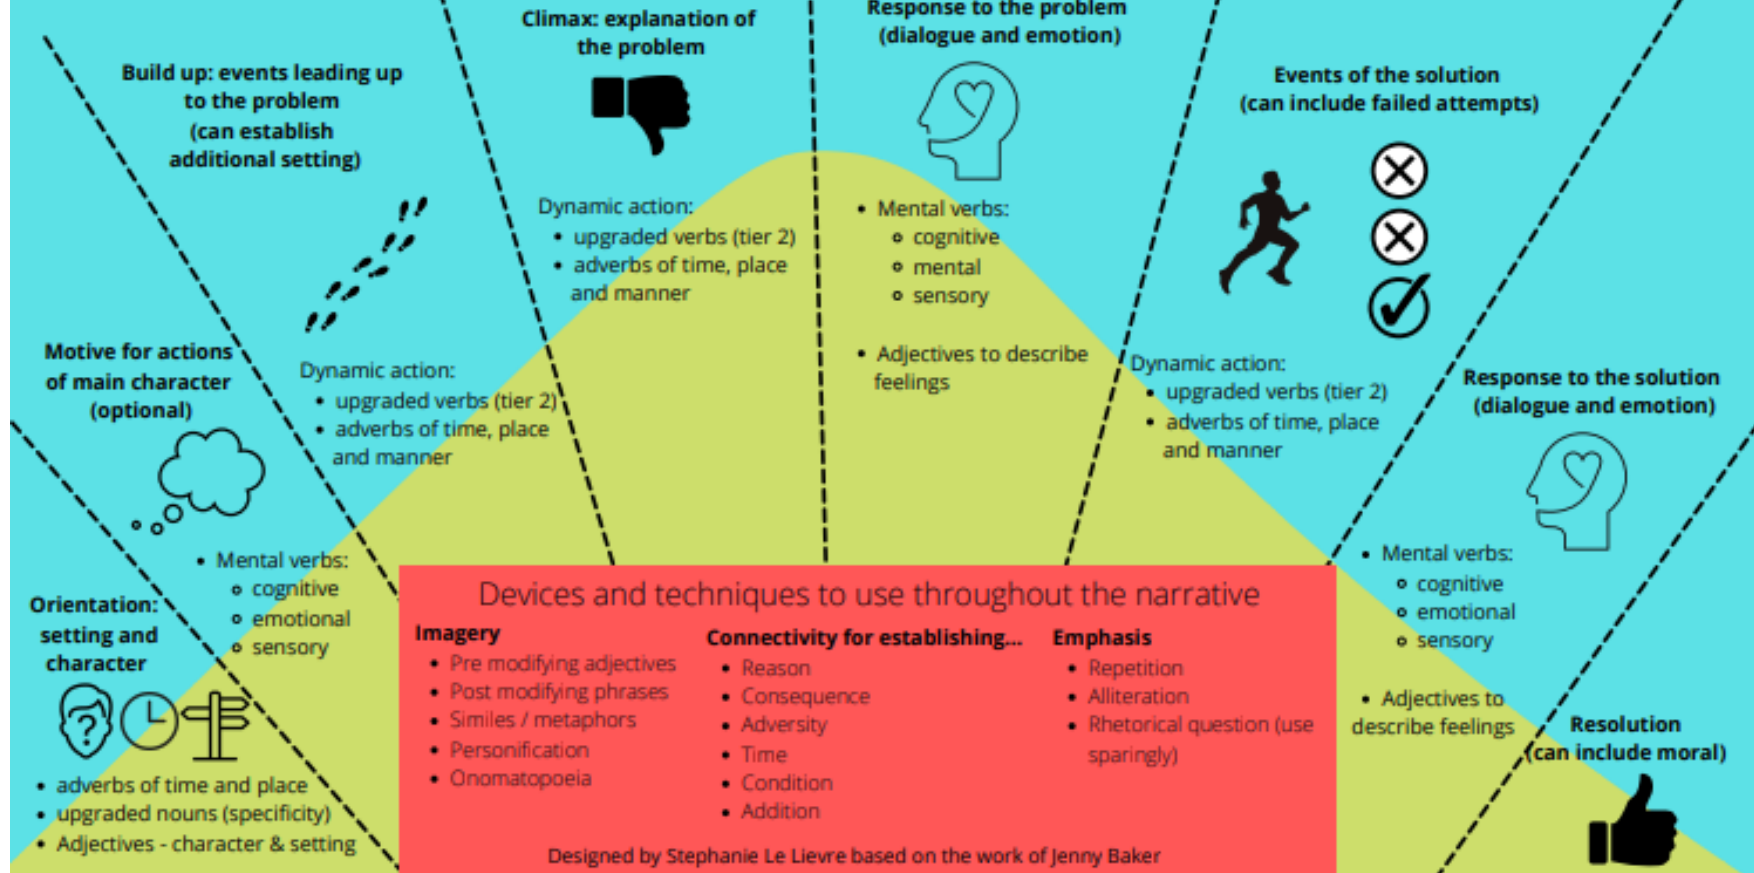 Orientation:
setting and
character
• adverbs of time and place
• upgraded nouns (specificity)
• Adjectives - character & setting
Motive for actions
of main character
(optional)
• Mental verbs:
cognitive
emotional
sensory
Build up: events leading up
to the problem
(can establish
additional setting)
Dynamic action:
• upgraded verbs (tier 2)
• adverbs of time, place
and manner
Climax: explanation of
the problem
Dynamic action:
• upgraded verbs (tier 2)
• adverbs of time, place
and manner
Response to the problem
(dialogue and emotion)
• Mental verbs:
cognitive
mental
sensory
• Adjectives to describe
feelings
Events of the solution
(can include failed attempts)
Dynamic action:
• upgraded verbs (tier 2)
• adverbs of time, place
and manner
Response to the solution
(dialogue and emotion)
• Mental verbs:
cognitive
emotional
sensory
• Adjectives to
describe feelings
Resolution
(can include moral)
Devices and techniques to use throughout the narrative
Imagery
• Pre modifying adjectives
• Post modifying phrases
• Similes / metaphors
• Personification
• Onomatopoeia
Connectivity for establishing...
• Reason
• Consequence
• Adversity
• Time
• Condition
• Addition
Emphasis
• Repetition
• Alliteration
• Rhetorical question (use
sparingly)
Designed by Stephanie Le Lievre based on the work of Jenny Baker